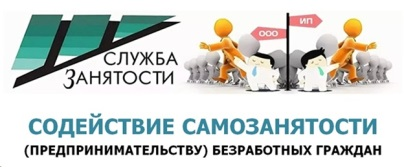 СЛУЖБА
ЗАНЯТОСТИ
ООО
ИП
СОДЕЙСТВИЕ САМОЗАНЯТОСТИ
(ПРЕДПРИНИМАТЕЛЬСТВУ) БЕЗРАБОТНЫХ ГРАЖДАН